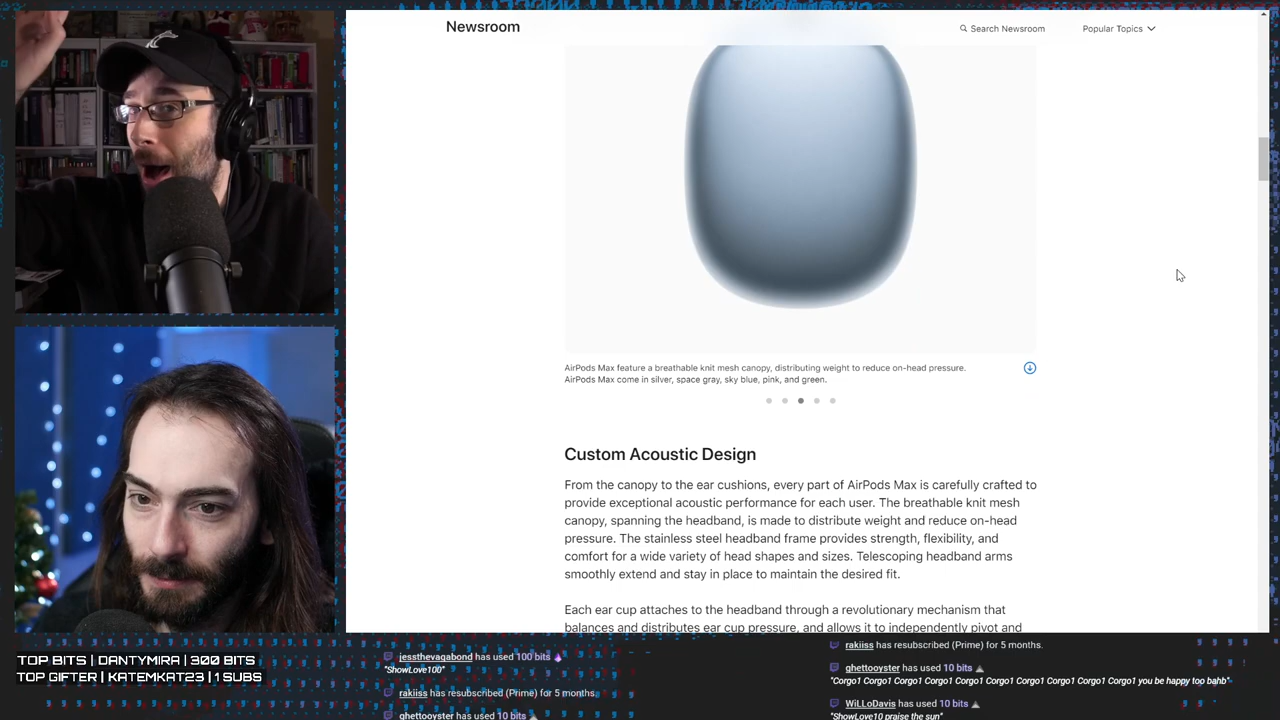 Newsroom
Search Newsroom
Popular Topics
AirPods Max feature a breathable knit mesh canopy, distributing weight to reduce on-head pressure.
AirPods Max come in silver, space gray, sky blue, pink, and green.
Custom Acoustic Design
From the canopy to the ear cushions, every part of AirPods Max is carefully crafted to
provide exceptional acoustic performance for each user. The breathable knit mesh
canopy, spanning the headband, is made to distribute weight and reduce on-head
pressure. The stainless steel headband frame provides strength, flexibility, and
comfort for a wide variety of head shapes and sizes. Telescoping headband arms
smoothly extend and stay in place to maintain the desired fit.
Each ear cup attaches to the headband through a revolutionary mechanism that
balances and distributes ear cup pressure, and allows it to independently pivot and
TOP BITS | DANTYMIRA | 300 BITS
TOP GIFTER | KATEMKAT23 | 1 SUBS
jessthevagabond has used 100 bits
"ShowLove100"
rakiiss has resubscribed (Prime) for 5 months.
ghettooyster has used 10 bits
rakiiss has resubscribed (Prime) for 5 months.
ghettooyster has used 10 bits
"Corgo1 Corgo1 Corgo1 Corgo1 Corgo1 Corgo1 Corgo1 Corgo1 Corgo1 Corgo1 you be happy too bahb"
WiLLoDavis has used 10 bits
"ShowLove10 praise the sun"